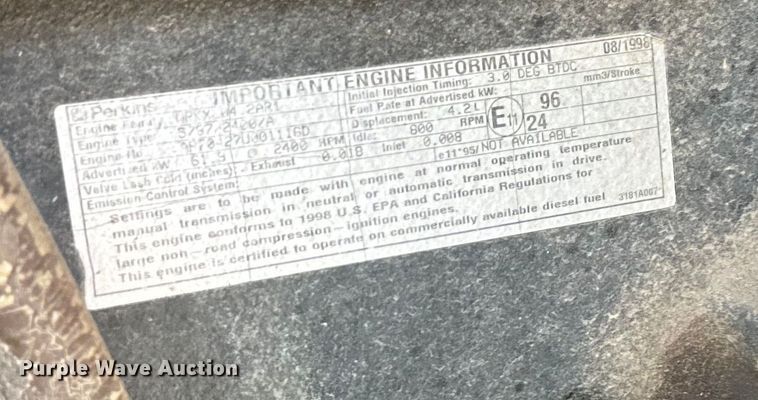 Perkins IMPORTANT ENGINE INFORMATION 08/1998
Engine Initial Injection Timing: 3.0 DEG BTDC
Engine Type: Fuel Rate at Advertised kW: mm3/Stroke
Engine No Displacement: 4.2L E11 96
Advertised kW 61.5 @ 2400 RPM Idle: 800 RPM 24
Valve Lash Cold (inches) Exhaust 0.018 Inlet 0.008
Emission Control System: e11*95/ NOT AVAILABLE
Settings are to be made with engine at normal operating temperature
manual transmission in neutral or automatic transmission in drive.
This engine conforms to 1998 U.S. EPA and California Regulations for
large non-road compression-ignition engines.
This engine is certified to operate on commercially available diesel fuel 3181A007
Purple Wave Auction